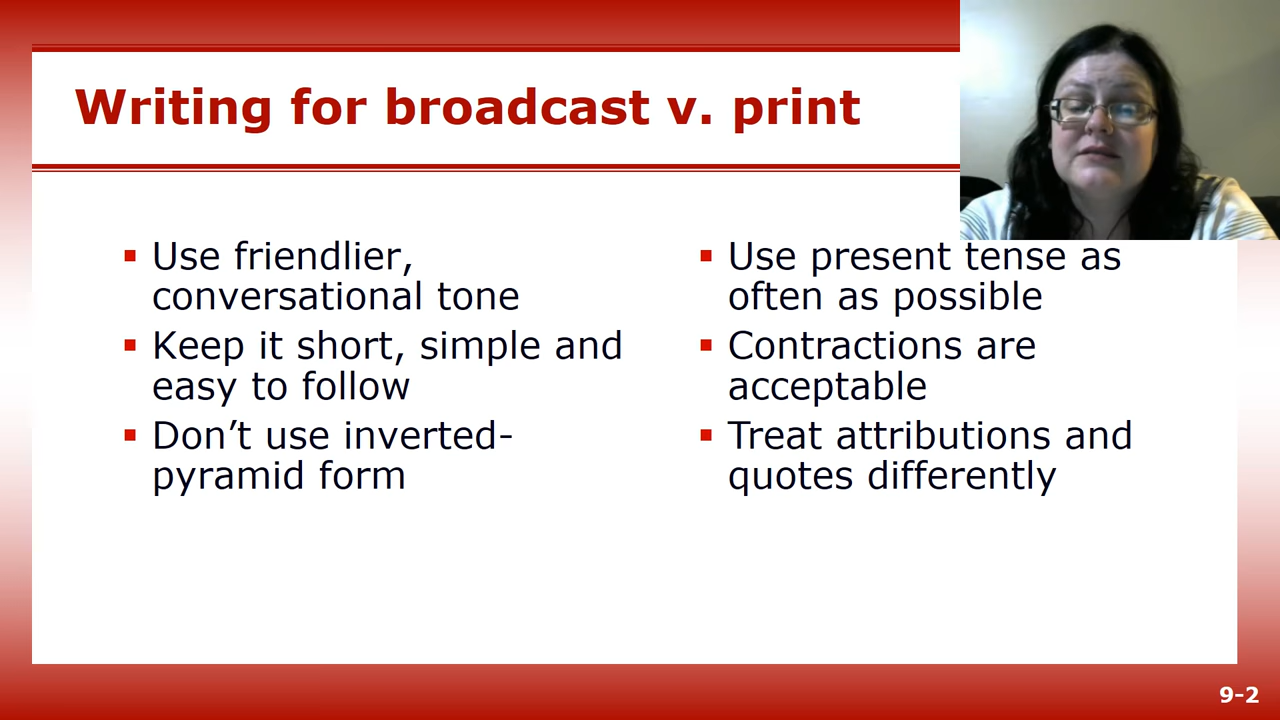 Writing for broadcast v. print
Use friendlier,
conversational tone
Keep it short, simple and
easy to follow
Don’t use inverted-
pyramid form
Use present tense as
often as possible
Contractions are
acceptable
Treat attributions and
quotes differently
9-2